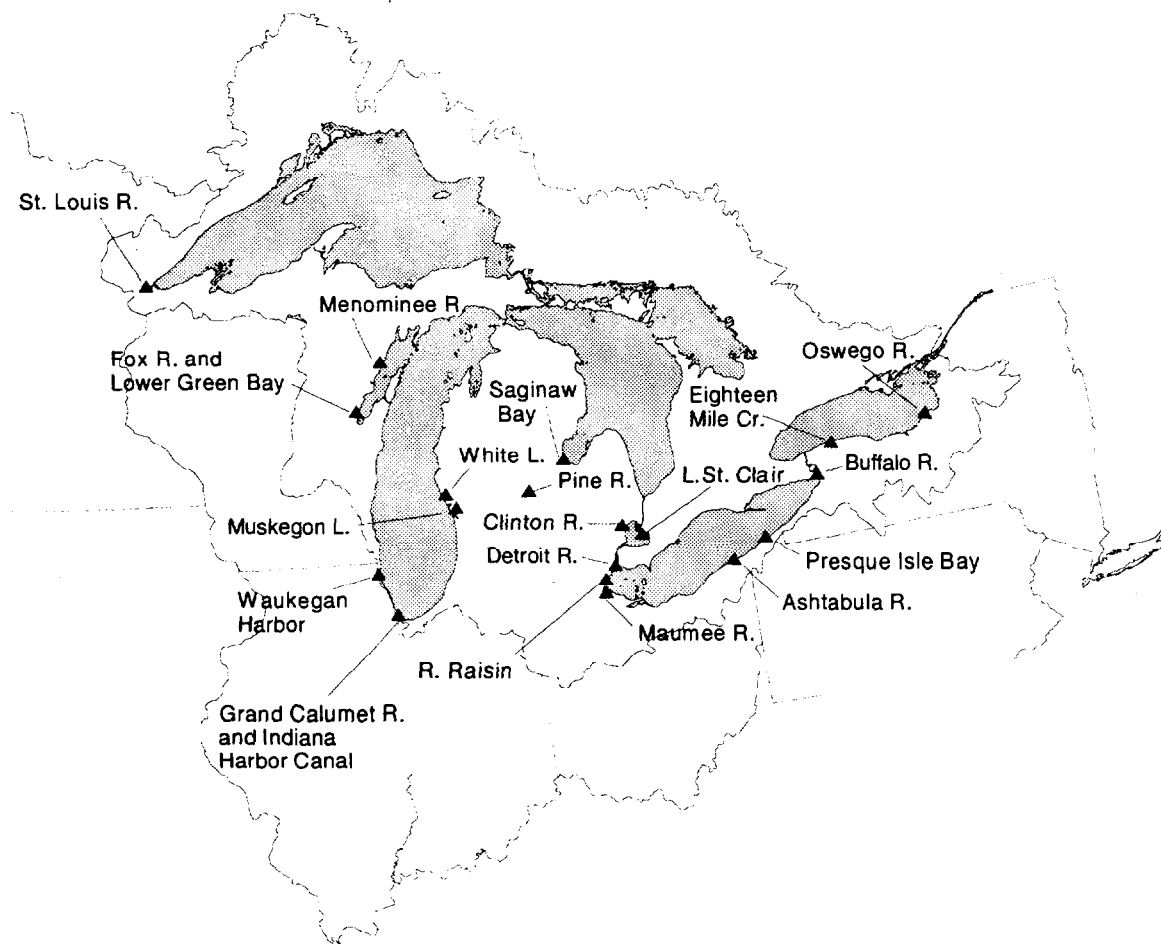 St. Louis R.
Menominee R.
Fox R. and
Lower Green Bay
Oswego R.
Saginaw
Bay
Eighteen
Mile Cr.
White L.
Pine R.
L.St. Clair
Buffalo R.
Muskegon L.
Clinton R.
Detroit R.
Presque Isle Bay
Waukegan
Harbor
Ashtabula R.
Maumee R.
R. Raisin
Grand Calumet R.
and Indiana
Harbor Canal